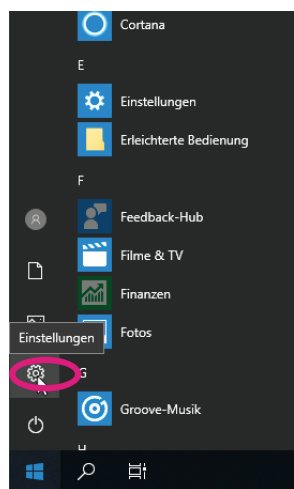 Cortana
E
Einstellungen
Erleichterte Bedienung
F
Feedback-Hub
Filme & TV
Finanzen
Fotos
Einstellungen
G
Groove-Musik
H